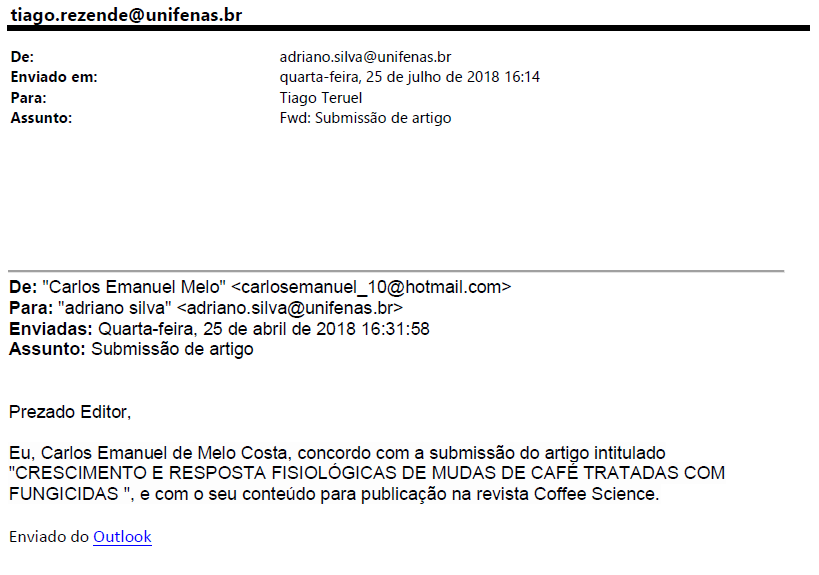 tiago.rezende@unifenas.br
De: adriano.silva@unifenas.br
Enviado em: quarta-feira, 25 de julho de 2018 16:14
Para: Tiago Teruel
Assunto: Fwd: Submissão de artigo
De: "Carlos Emanuel Melo" <carlosemanuel_10@hotmail.com>
Para: "adriano silva" <adriano.silva@unifenas.br>
Enviadas: Quarta-feira, 25 de abril de 2018 16:31:58
Assunto: Submissão de artigo
Prezado Editor,
Eu, Carlos Emanuel de Melo Costa, concordo com a submissão do artigo intitulado
"CRESCIMENTO E RESPOSTA FISIOLÓGICAS DE MUDAS DE CAFÉ TRATADAS COM
FUNGICIDAS ", e com o seu conteúdo para publicação na revista Coffee Science.
Enviado do Outlook